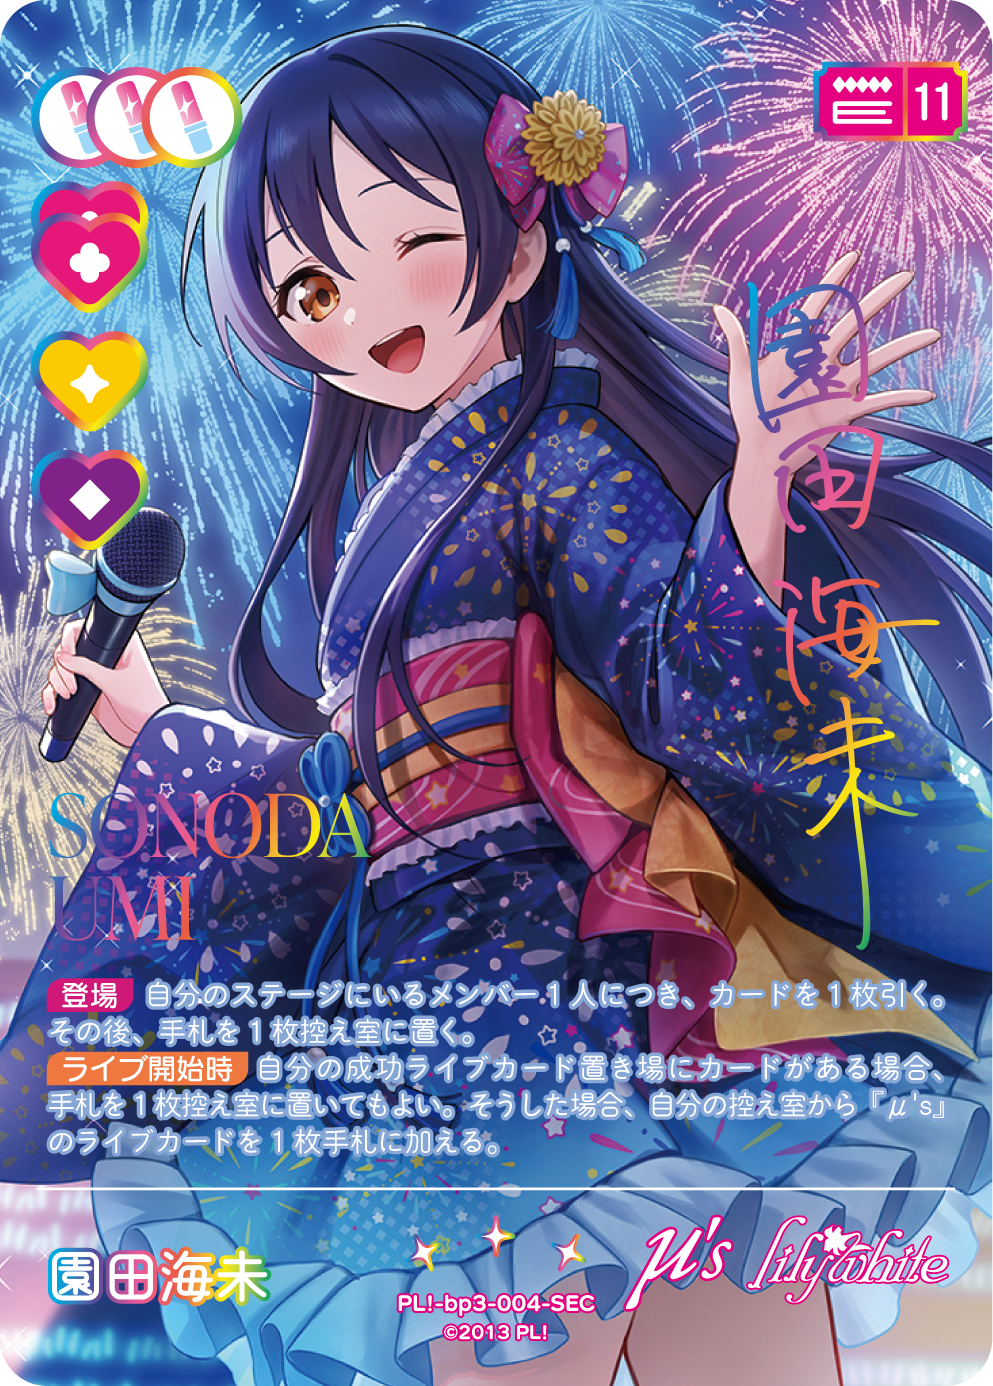 11
園田海未
SONODA
UMI
登場 自分のステージにいるメンバー1人につき、カードを1枚引く。
その後、手札を1枚控え室に置く。
ライブ開始時 自分の成功ライブカード置き場にカードがある場合、
手札を1枚控え室に置いてもよい。そうした場合、自分の控え室から『μ's』
のライブカードを1枚手札に加える。
園田海未
μ's lilywhite
PL!-bp3-004-SEC
©2013 PL!